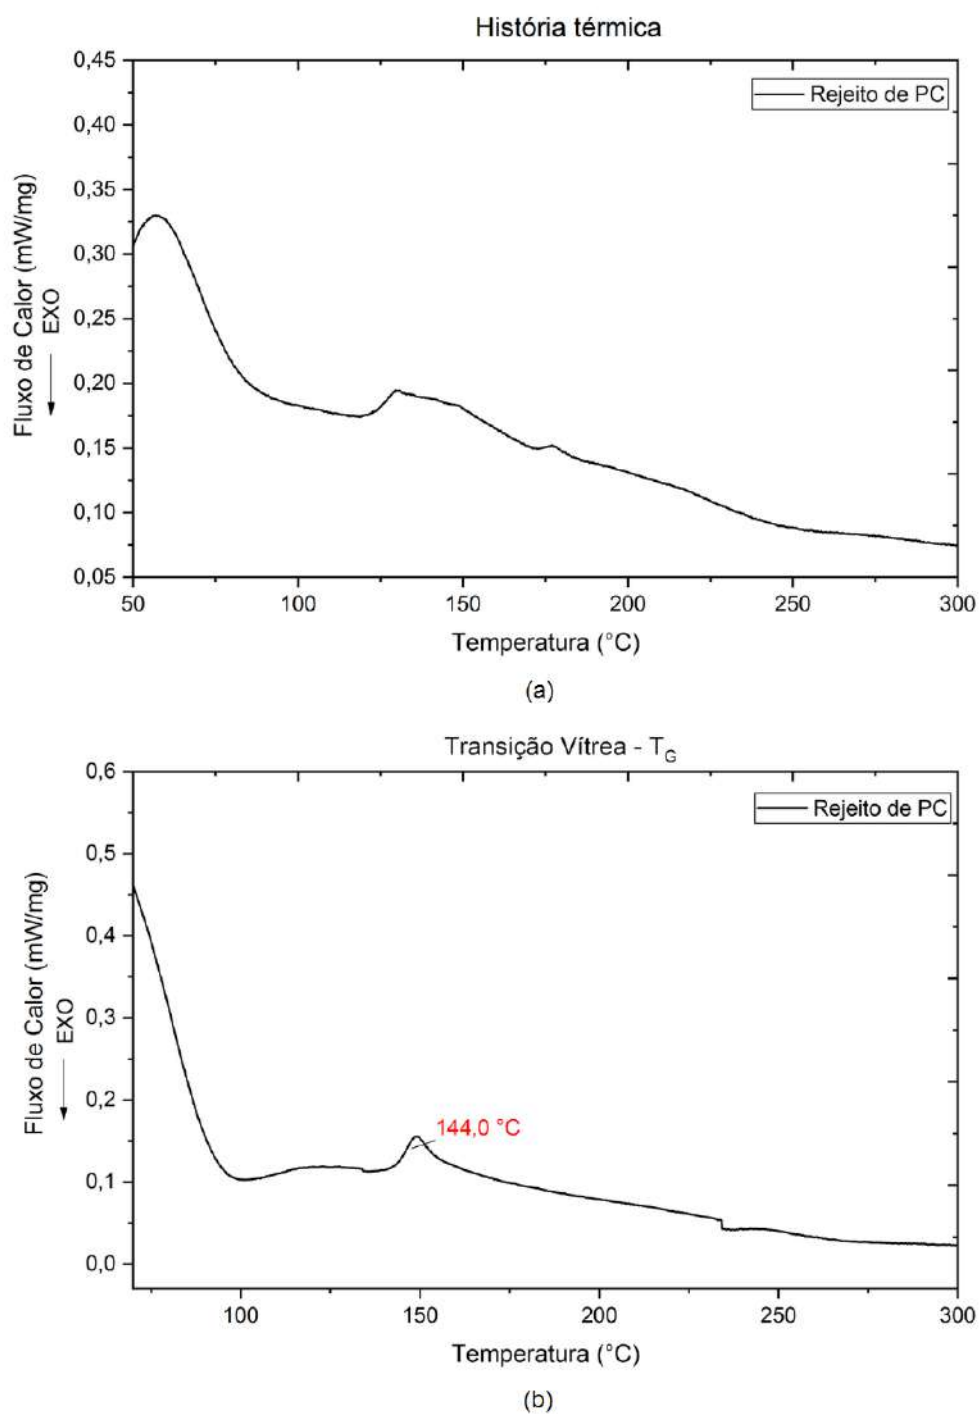 História térmica
0,45
0,40
0,35
0,30
0,25
0,20
0,15
0,10
0,05
Fluxo de Calor (mW/mg)
EXO
Rejeito de PC
50
100
150
200
250
300
Temperatura (°C)
(a)
Transição Vítrea - T_G
0,6
0,5
0,4
0,3
0,2
0,1
0,0
Fluxo de Calor (mW/mg)
EXO
Rejeito de PC
144,0 °C
100
150
200
250
300
Temperatura (°C)
(b)